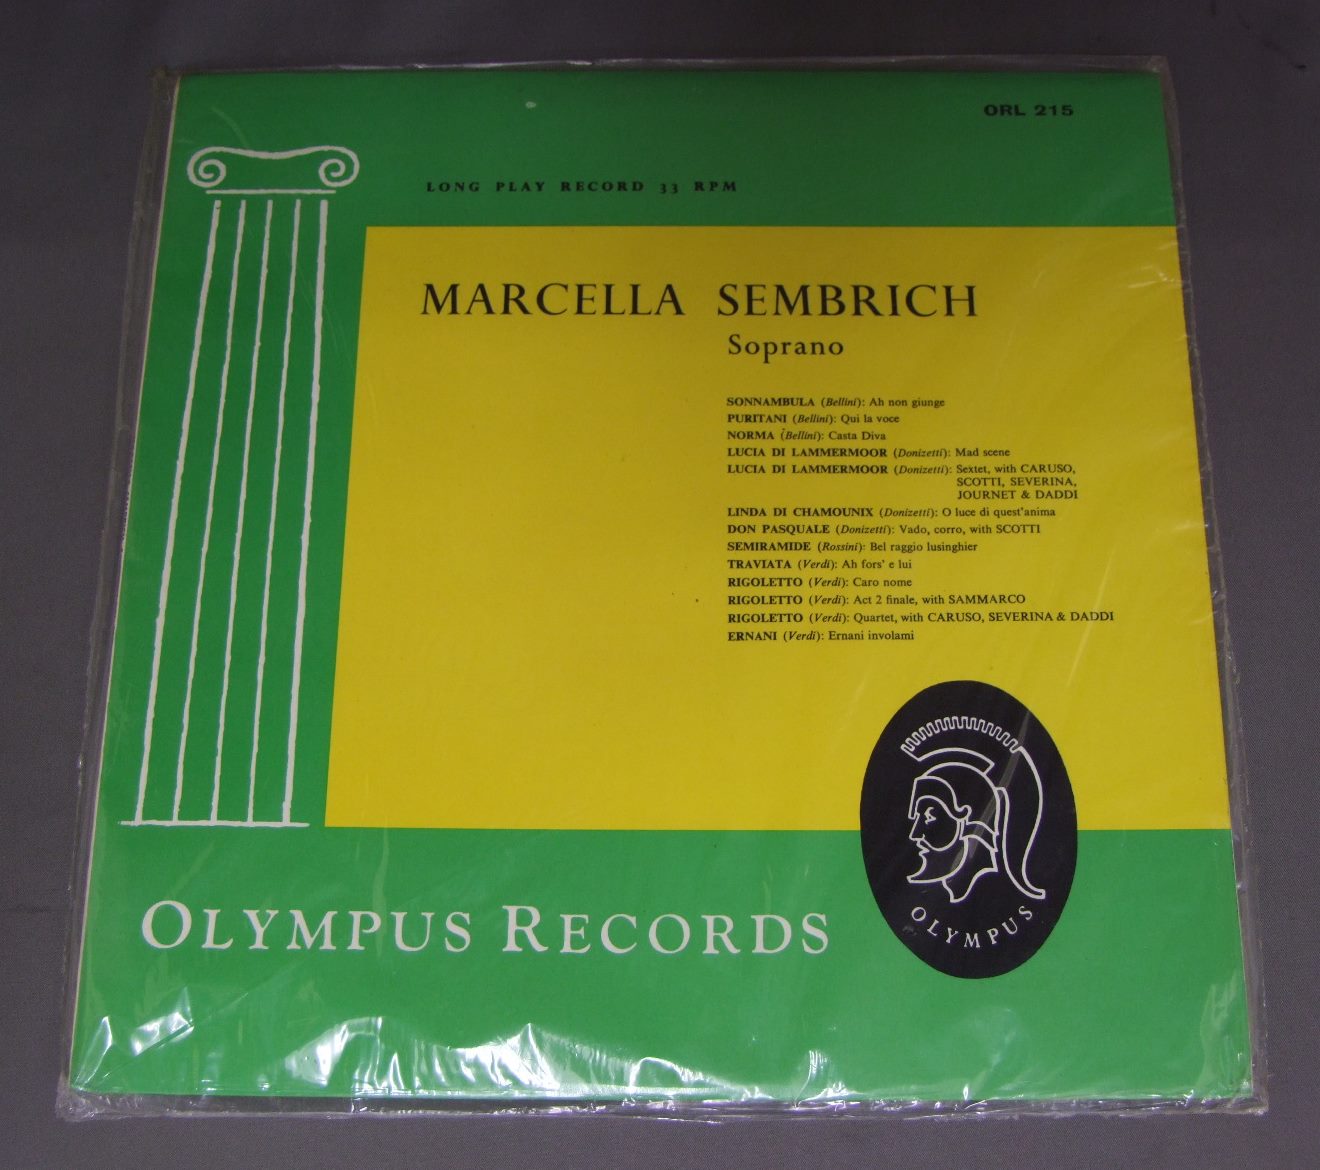 ORL 215
LONG PLAY RECORD 33 RPM
MARCELLA SEMBRICH
Soprano
SONNAMBULA (Bellini): Ah non giunge
PURITANI (Bellini): Qui la voce
NORMA (Bellini): Casta Diva
LUCIA DI LAMMERMOOR (Donizetti): Mad scene
LUCIA DI LAMMERMOOR (Donizetti): Sextet, with CARUSO,
SCOTTI, SEVERINA,
JOURNET & DADDI
LINDA DI CHAMOUNIX (Donizetti): O luce di quest'anima
DON PASQUALE (Donizetti): Vado, corro, with SCOTTI
SEMIRAMIDE (Rossini): Bel raggio lusinghier
TRAVIATA (Verdi): Ah fors' e lui
RIGOLETTO (Verdi): Caro nome
RIGOLETTO (Verdi): Act 2 finale, with SAMMARCO
RIGOLETTO (Verdi): Quartet, with CARUSO, SEVERINA & DADDI
ERNANI (Verdi): Ernani involami
OLYMPUS
OLYMPUS RECORDS